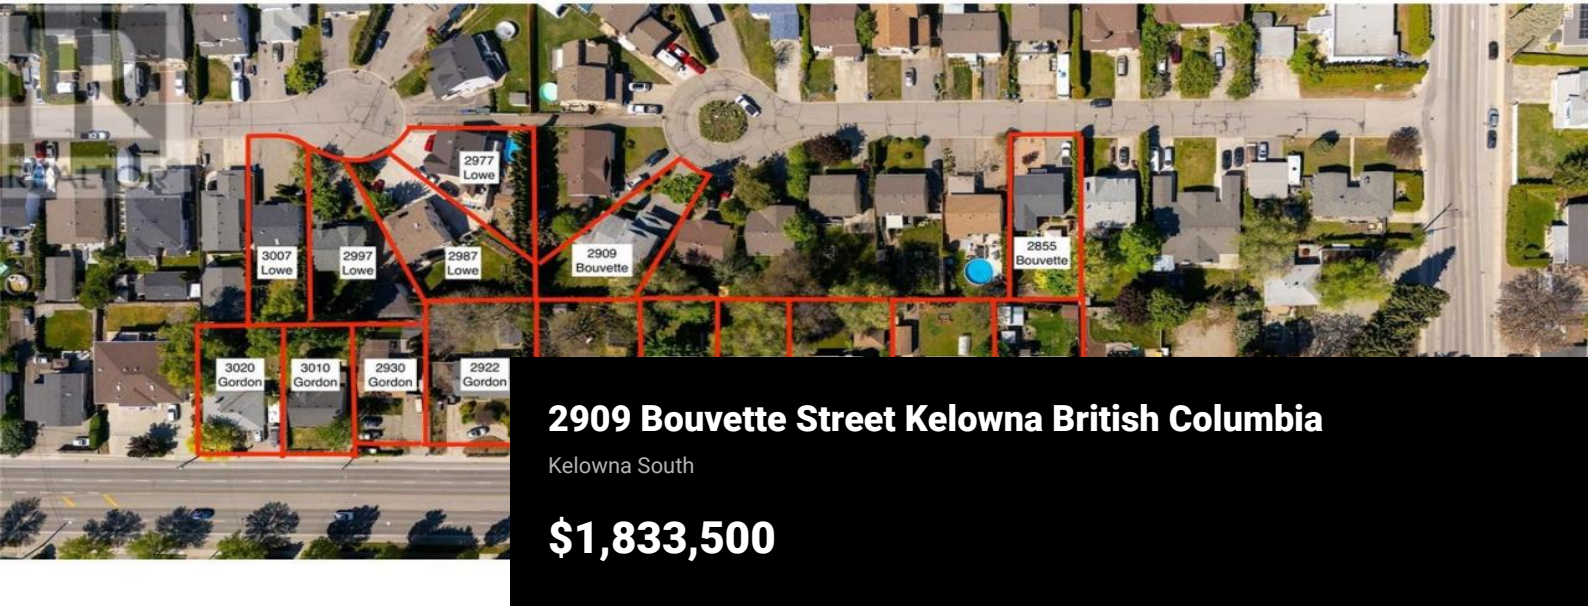 REALTOR
2977
Lowe
3007
Lowe
2997
Lowe
2987
Lowe
2909
Bouvette
2855
Bouvette
3020
Gordon
3010
Gordon
2930
Gordon
2922
Gordon
2909 Bouvette Street Kelowna British Columbia
Kelowna South
$1,833,500